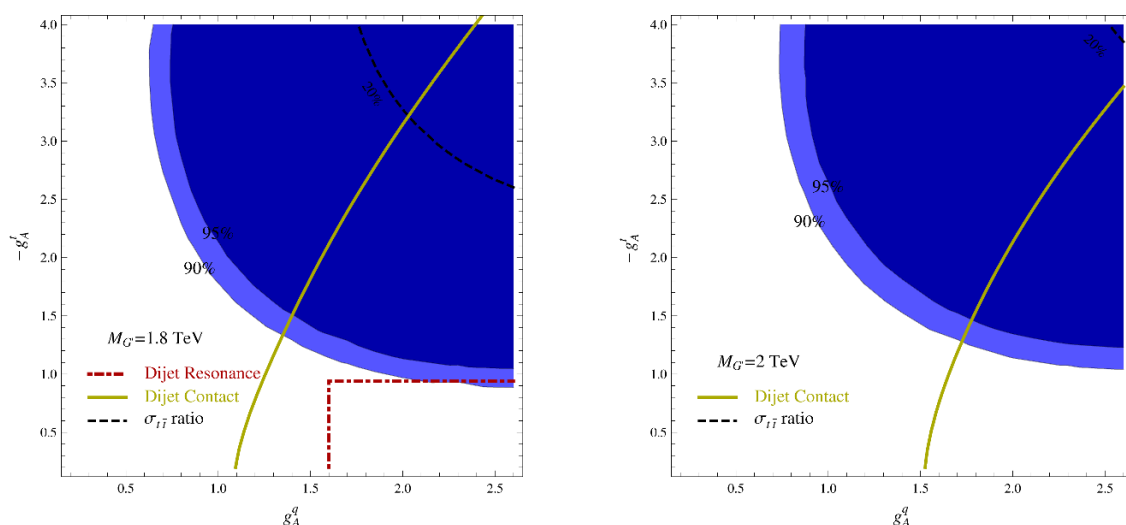 4.0
3.5
3.0
2.5
2.0
1.5
1.0
0.5
−g_A^t
20%
95%
90%
M_G'=1.8 TeV
Dijet Resonance
Dijet Contact
σ_{tt̄} ratio
0.5 1.0 1.5 2.0 2.5
g_A^q
4.0
3.5
3.0
2.5
2.0
1.5
1.0
0.5
−g_A^t
20%
95%
90%
M_G'=2 TeV
Dijet Contact
σ_{tt̄} ratio
0.5 1.0 1.5 2.0 2.5
g_A^q